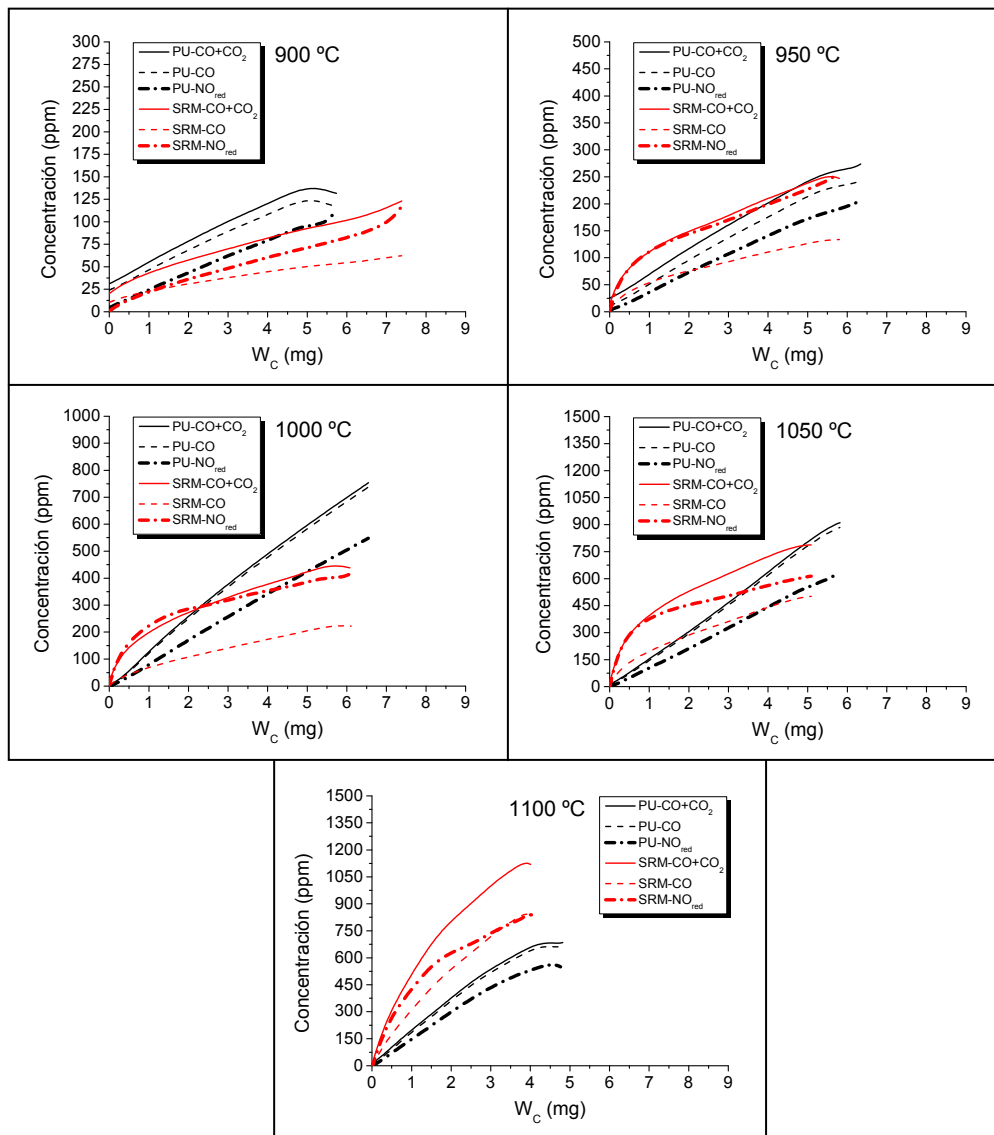 900 ºC
PU-CO+CO₂
PU-CO
PU-NO_red
SRM-CO+CO₂
SRM-CO
SRM-NO_red
Concentración (ppm)
300
275
250
225
200
175
150
125
100
75
50
25
0
0 1 2 3 4 5 6 7 8 9
W_C (mg)
950 ºC
PU-CO+CO₂
PU-CO
PU-NO_red
SRM-CO+CO₂
SRM-CO
SRM-NO_red
Concentración (ppm)
500
450
400
350
300
250
200
150
100
50
0
0 1 2 3 4 5 6 7 8 9
W_C (mg)
1000 ºC
PU-CO+CO₂
PU-CO
PU-NO_red
SRM-CO+CO₂
SRM-CO
SRM-NO_red
Concentración (ppm)
1000
900
800
700
600
500
400
300
200
100
0
0 1 2 3 4 5 6 7 8 9
W_C (mg)
1050 ºC
PU-CO+CO₂
PU-CO
PU-NO_red
SRM-CO+CO₂
SRM-CO
SRM-NO_red
Concentración (ppm)
1500
1350
1200
1050
900
750
600
450
300
150
0
0 1 2 3 4 5 6 7 8 9
W_C (mg)
1100 ºC
PU-CO+CO₂
PU-CO
PU-NO_red
SRM-CO+CO₂
SRM-CO
SRM-NO_red
Concentración (ppm)
1500
1350
1200
1050
900
750
600
450
300
150
0
0 1 2 3 4 5 6 7 8 9
W_C (mg)